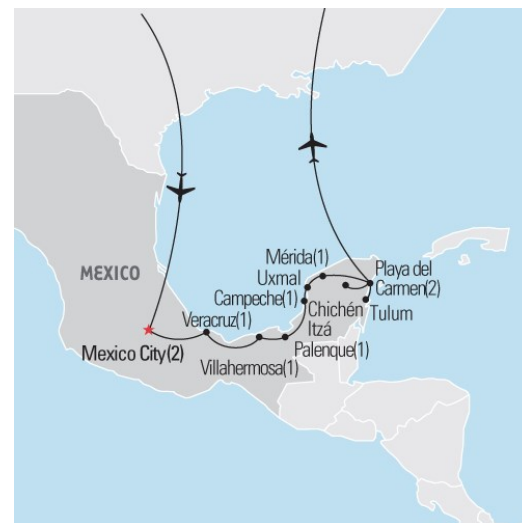 MEXICO
Mexico City(2)
Veracruz(1)
Villahermosa(1)
Palenque(1)
Campeche(1)
Uxmal
Mérida(1)
Chichén
Itzá
Playa del
Carmen(2)
Tulum